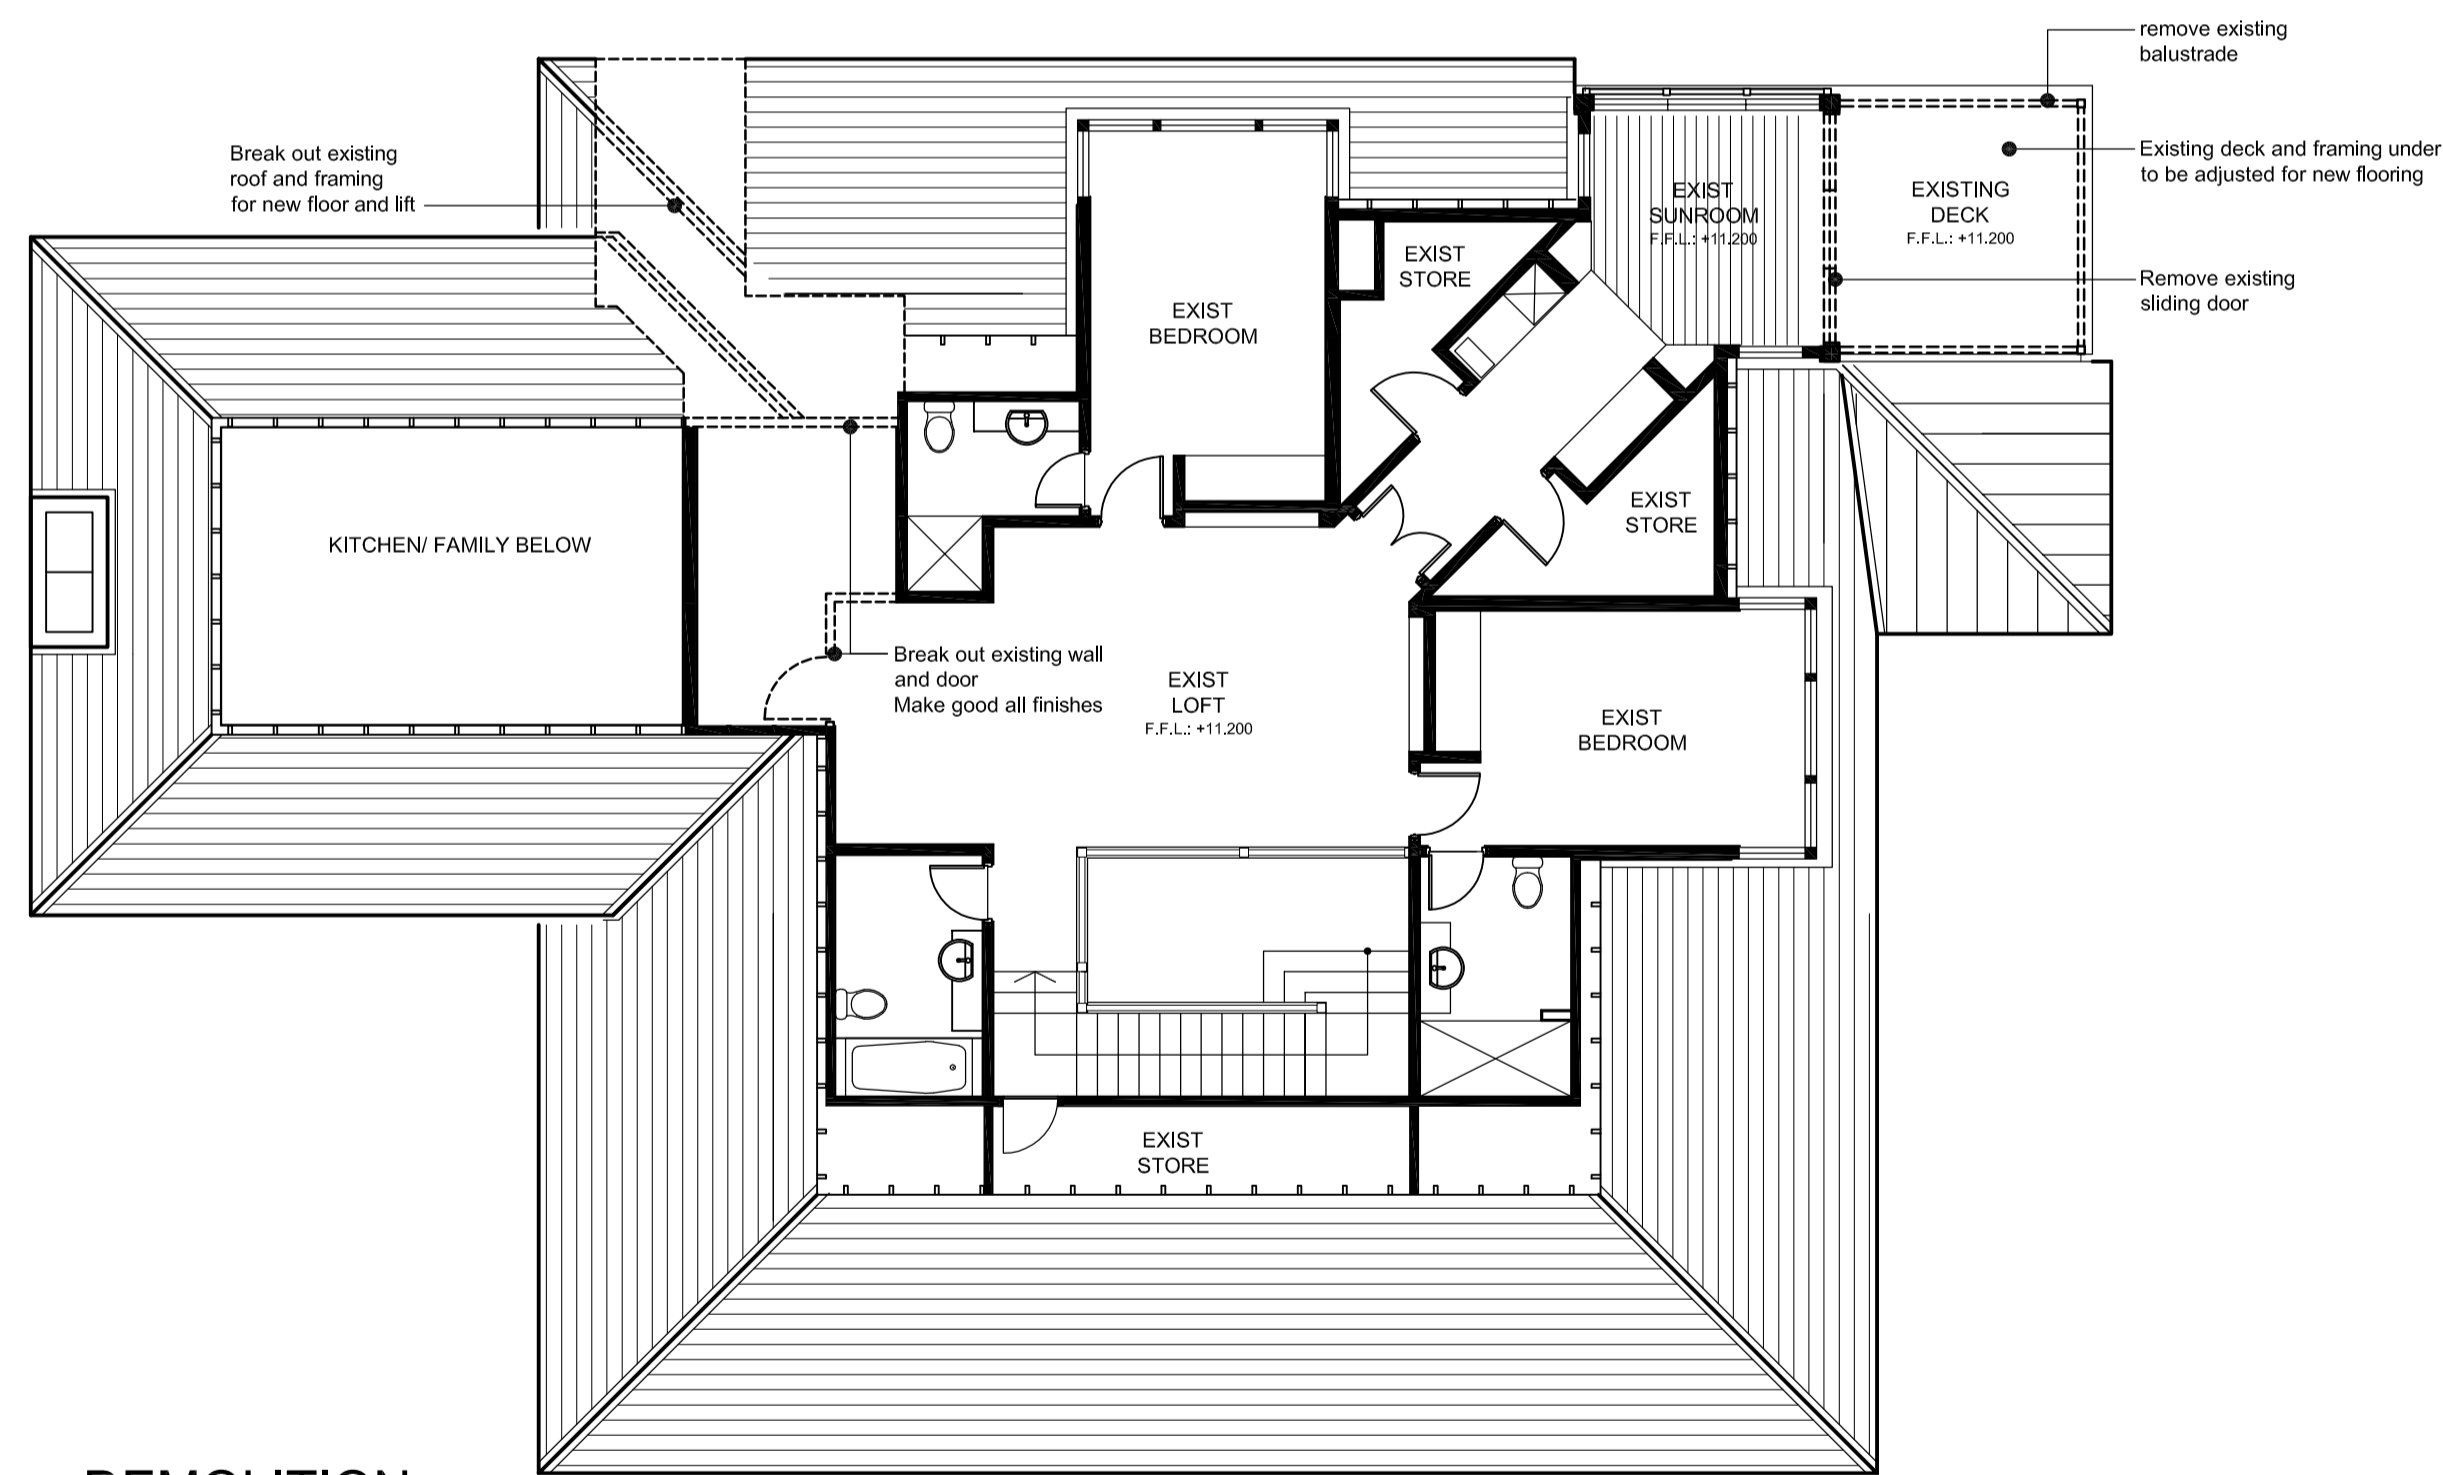 remove existing
balustrade
Break out existing
roof and framing
for new floor and lift
Existing deck and framing under
to be adjusted for new flooring
EXIST
SUNROOM
F.F.L.: +11.200
EXISTING
DECK
F.F.L.: +11.200
EXIST
STORE
Remove existing
sliding door
EXIST
BEDROOM
EXIST
STORE
KITCHEN/ FAMILY BELOW
Break out existing wall
and door
Make good all finishes
EXIST
LOFT
F.F.L.: +11.200
EXIST
BEDROOM
EXIST
STORE
DEMOLITION